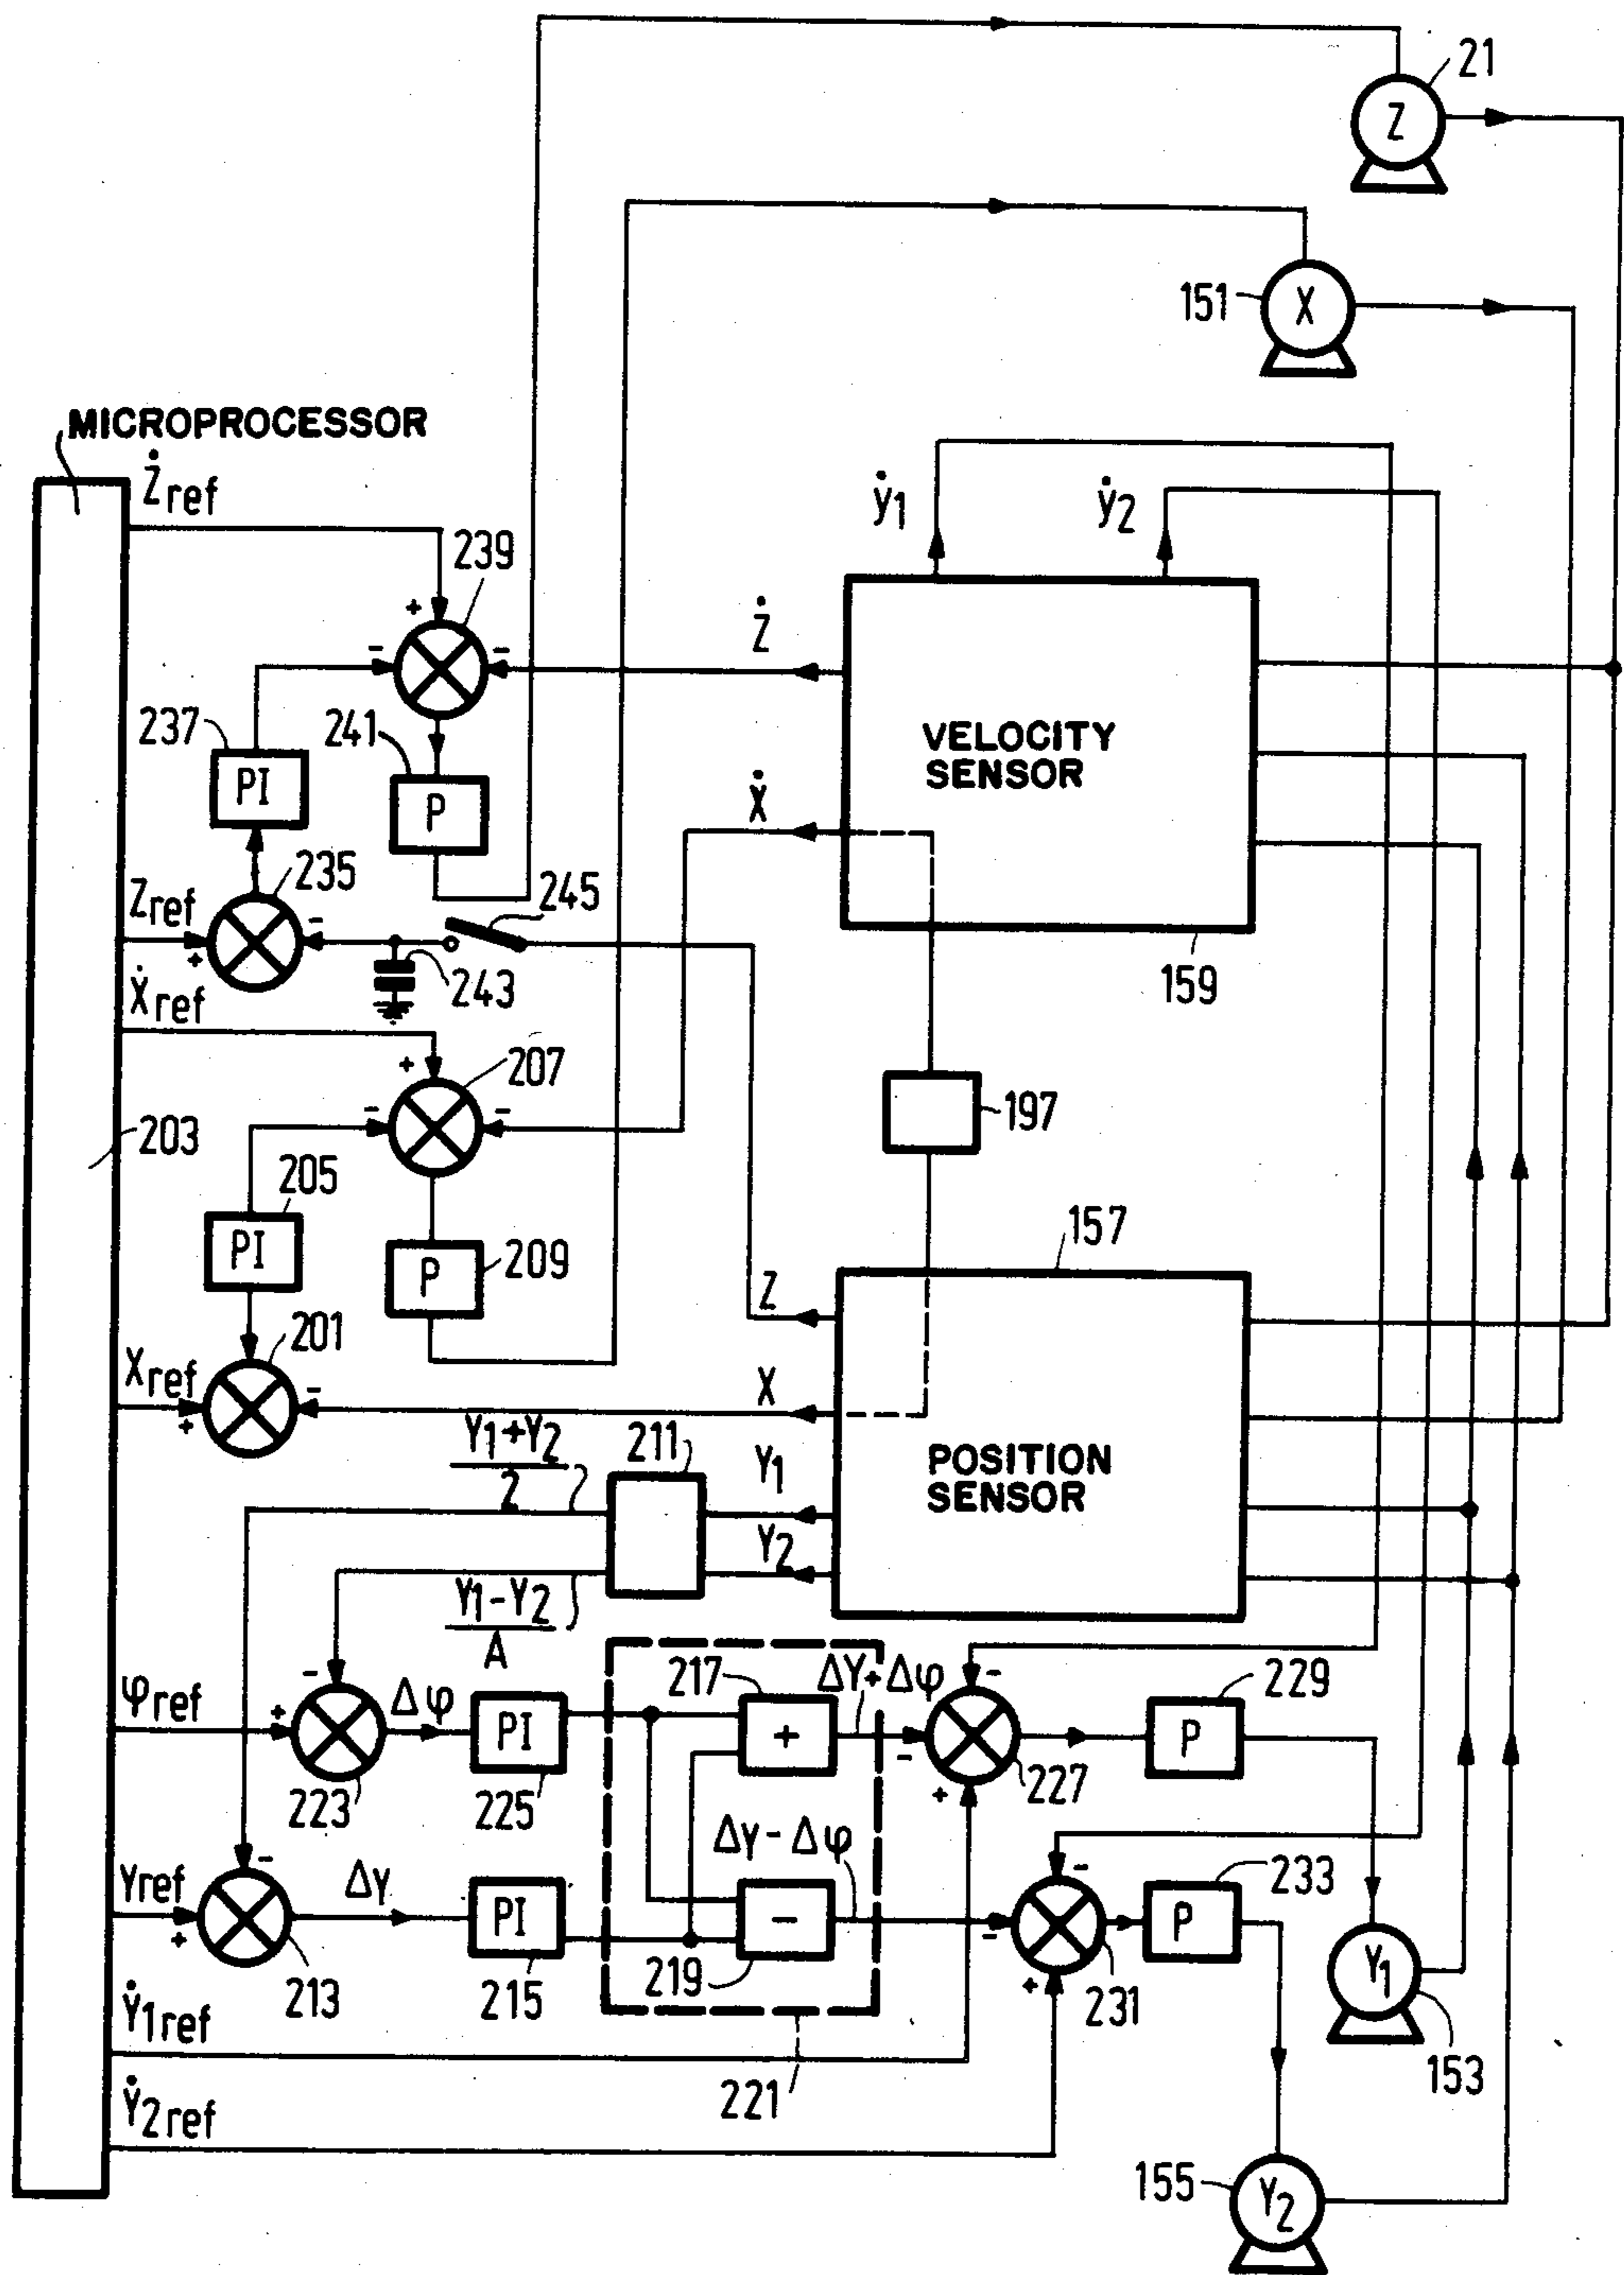 21
Z
151
X
MICROPROCESSOR
Żref
239
ẏ1
ẏ2
+
-
-
Ż
237
241
VELOCITY
SENSOR
PI
P
Ẋ
235
245
Zref
-
+
243
159
Ẋref
+
207
-
-
197
203
205
157
PI
P
209
Z
201
Xref
-
X
+
Y1+Y2
2
211
Y1
POSITION
SENSOR
Y2
Y1-Y2
A
-
217
ΔY+Δφ
-
229
φref
+
Δφ
PI
+
P
-
223
225
+
227
Δy-Δφ
-
Yref
Δy
-
233
PI
-
P
+
-
219
Y1
213
215
+
231
Ẏ1ref
221
153
Ẏ2ref
155
Y2